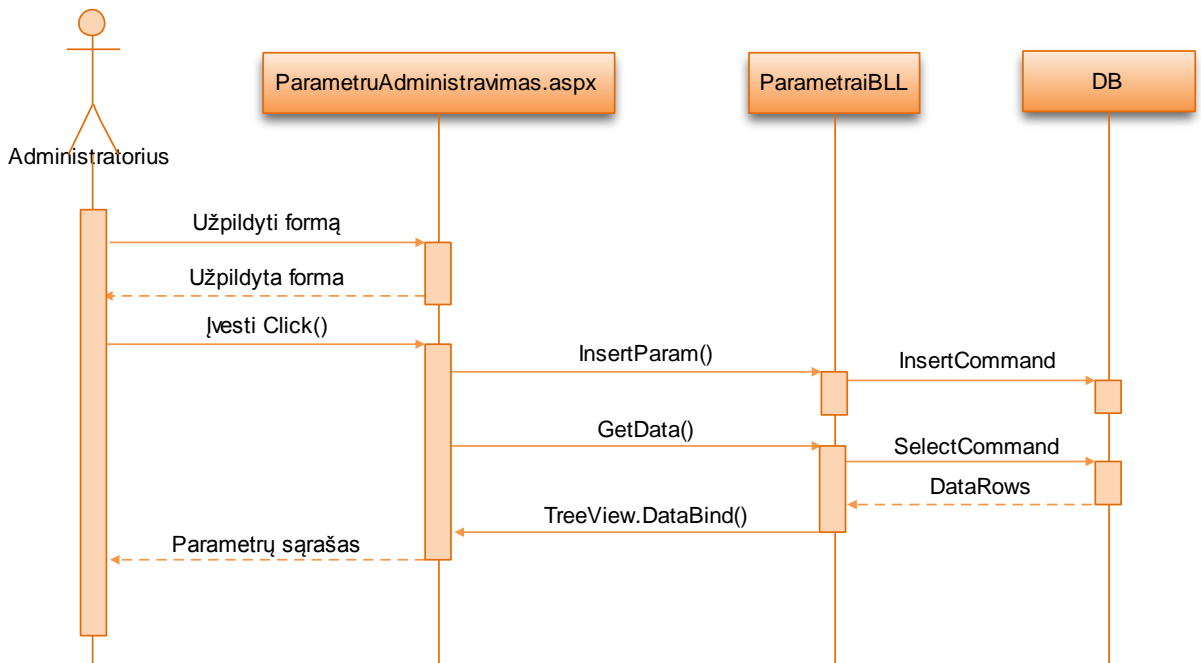 ParametruAdministravimas.aspx
ParametraiBLL
DB
Administratorius
Užpildyti formą
Užpildyta forma
Įvesti Click()
InsertParam()
InsertCommand
GetData()
SelectCommand
DataRows
TreeView.DataBind()
Parametrų sąrašas